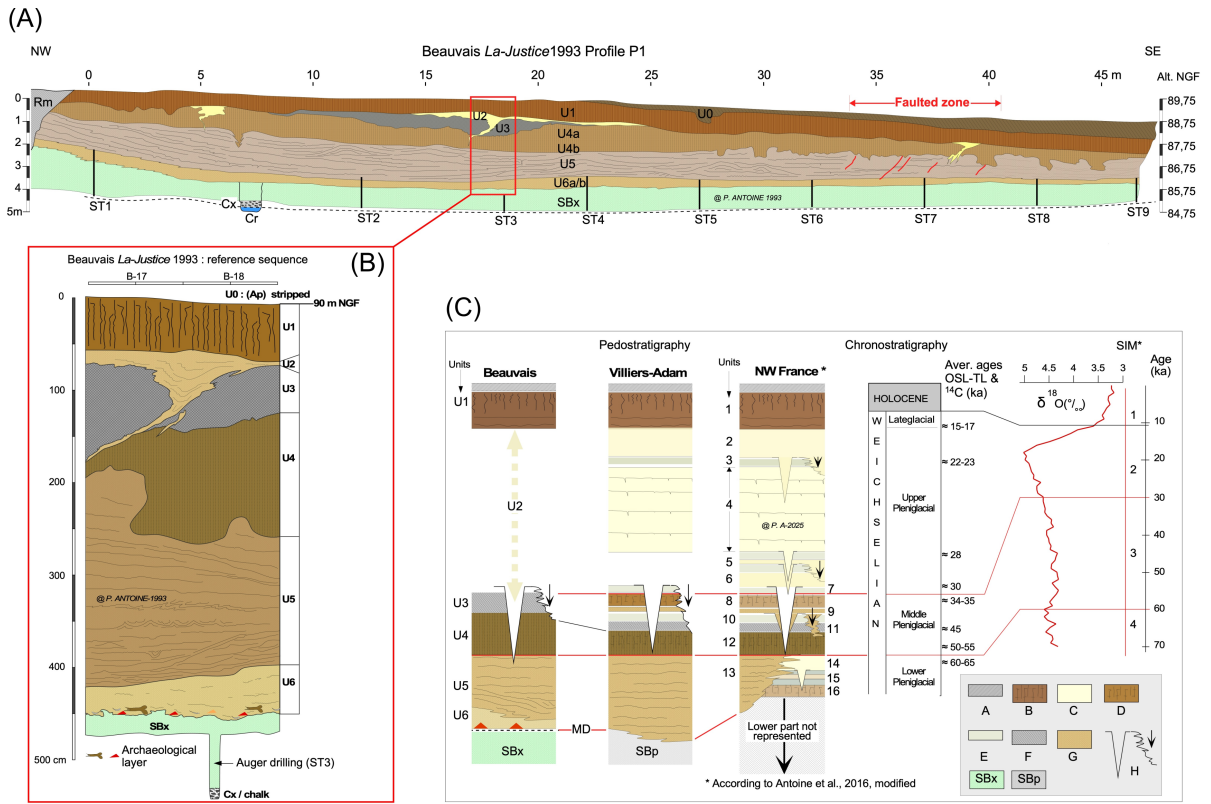 (A)
NW
Beauvais La-Justice 1993 Profile P1
SE
0 5 10 15 20 25 30 35 40 45 m
Alt. NGF
Rm
Faulted zone
0
1
2
3
4
5m
89,75
88,75
86,75
85,75
84,75
U2
U1
U0
U3
U4a
U4b
U5
U6a/b
SBx
@ P. ANTOINE 1993
Cx
Cr
ST1
ST2
ST3
ST4
ST5
ST6
ST7
ST8
ST9
Beauvais La-Justice 1993 : reference sequence
(B)
B-17
B-18
U0 : (Ap) stripped
90 m NGF
0
100
200
300
400
500 cm
U1
U2
U3
U4
U5
U6
@ P. ANTOINE-1993
SBx
Archaeological
layer
Auger drilling (ST3)
Cx / chalk
(C)
Pedostratigraphy
Chronostratigraphy
Units
Beauvais
Villiers-Adam
Units
NW France *
Aver. ages
OSL-TL &
14C (ka)
SIM*
Age
(ka)
5 4.5 4 3.5 3
δ 18 O(°/oo)
U1
U2
U3
U4
U5
U6
SBx
MD
SBp
1
2
3
4
5
6
7
8
9
10
11
12
13
14
15
16
@ P. A-2025
Lower part not
represented
HOLOCENE
WEICHSELIAN
Lateglacial
Upper
Pleniglacial
Middle
Pleniglacial
Lower
Pleniglacial
≈ 15-17
≈ 22-23
≈ 28
≈ 30
≈ 34-35
≈ 45
≈ 50-55
≈ 60-65
1
2
3
4
10
20
30
40
50
60
70
A
B
C
D
E
F
G
H
SBx
SBp
* According to Antoine et al., 2016, modified